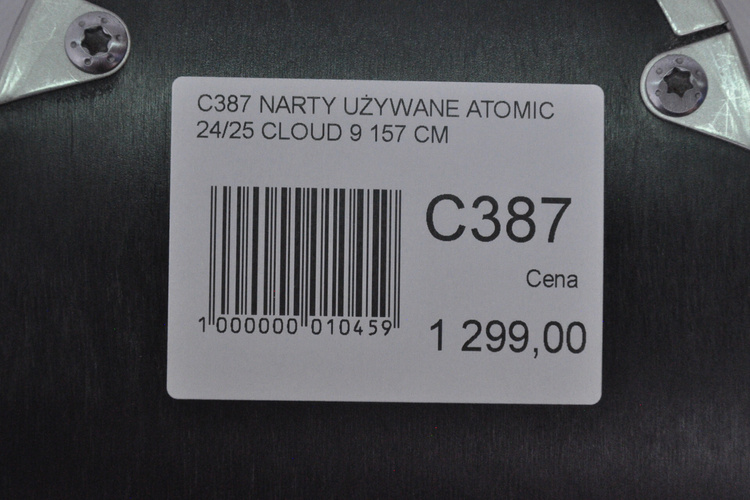 C387 NARTY UŻYWANE ATOMIC
24/25 CLOUD 9 157 CM
C387
Cena
1 299,00
1 000000 010459